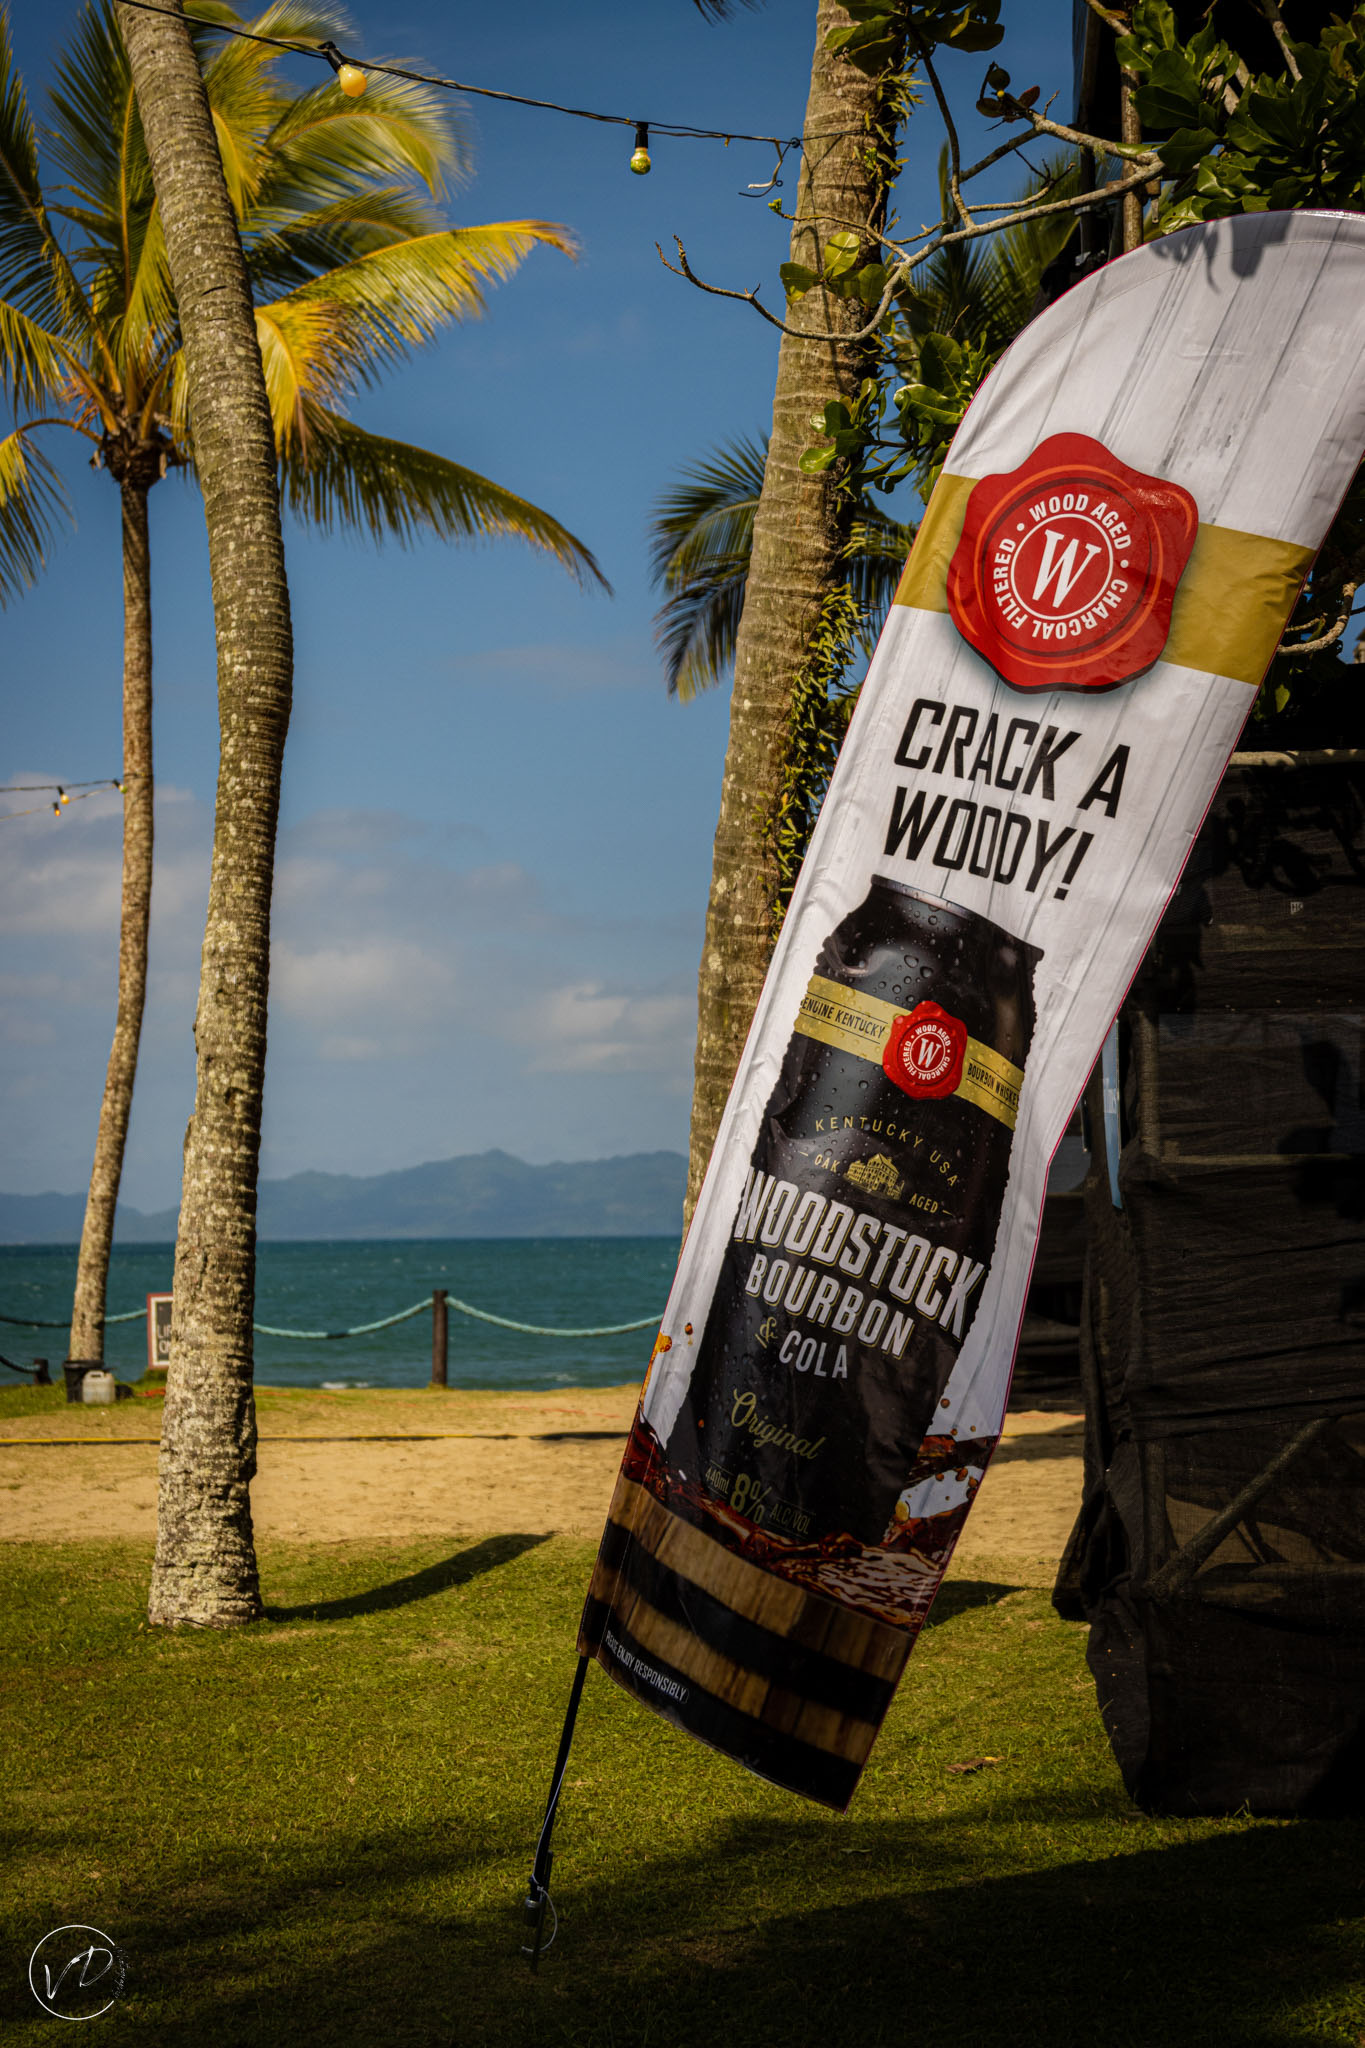 WOOD AGED • CHARCOAL FILTERED •
W
CRACK A
WOODY!
GENUINE KENTUCKY
BOURBON WHISKEY
WOOD AGED • CHARCOAL FILTERED •
W
KENTUCKY USA
OAK AGED
WOODSTOCK
BOURBON
& COLA
Original
440ml 8% ALC/VOL
ENJOY RESPONSIBLY
VD